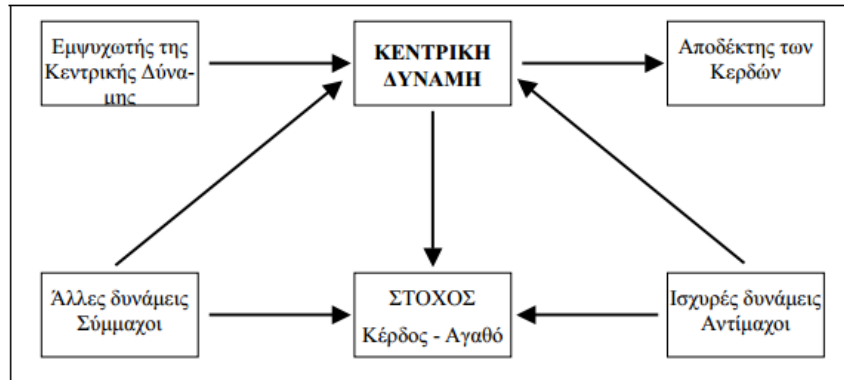 Εμψυχωτής της
Κεντρικής Δύνα-
μης
ΚΕΝΤΡΙΚΗ
ΔΥΝΑΜΗ
Αποδέκτης των
Κερδών
Άλλες δυνάμεις
Σύμμαχοι
ΣΤΟΧΟΣ
Κέρδος - Αγαθό
Ισχυρές δυνάμεις
Αντίμαχοι